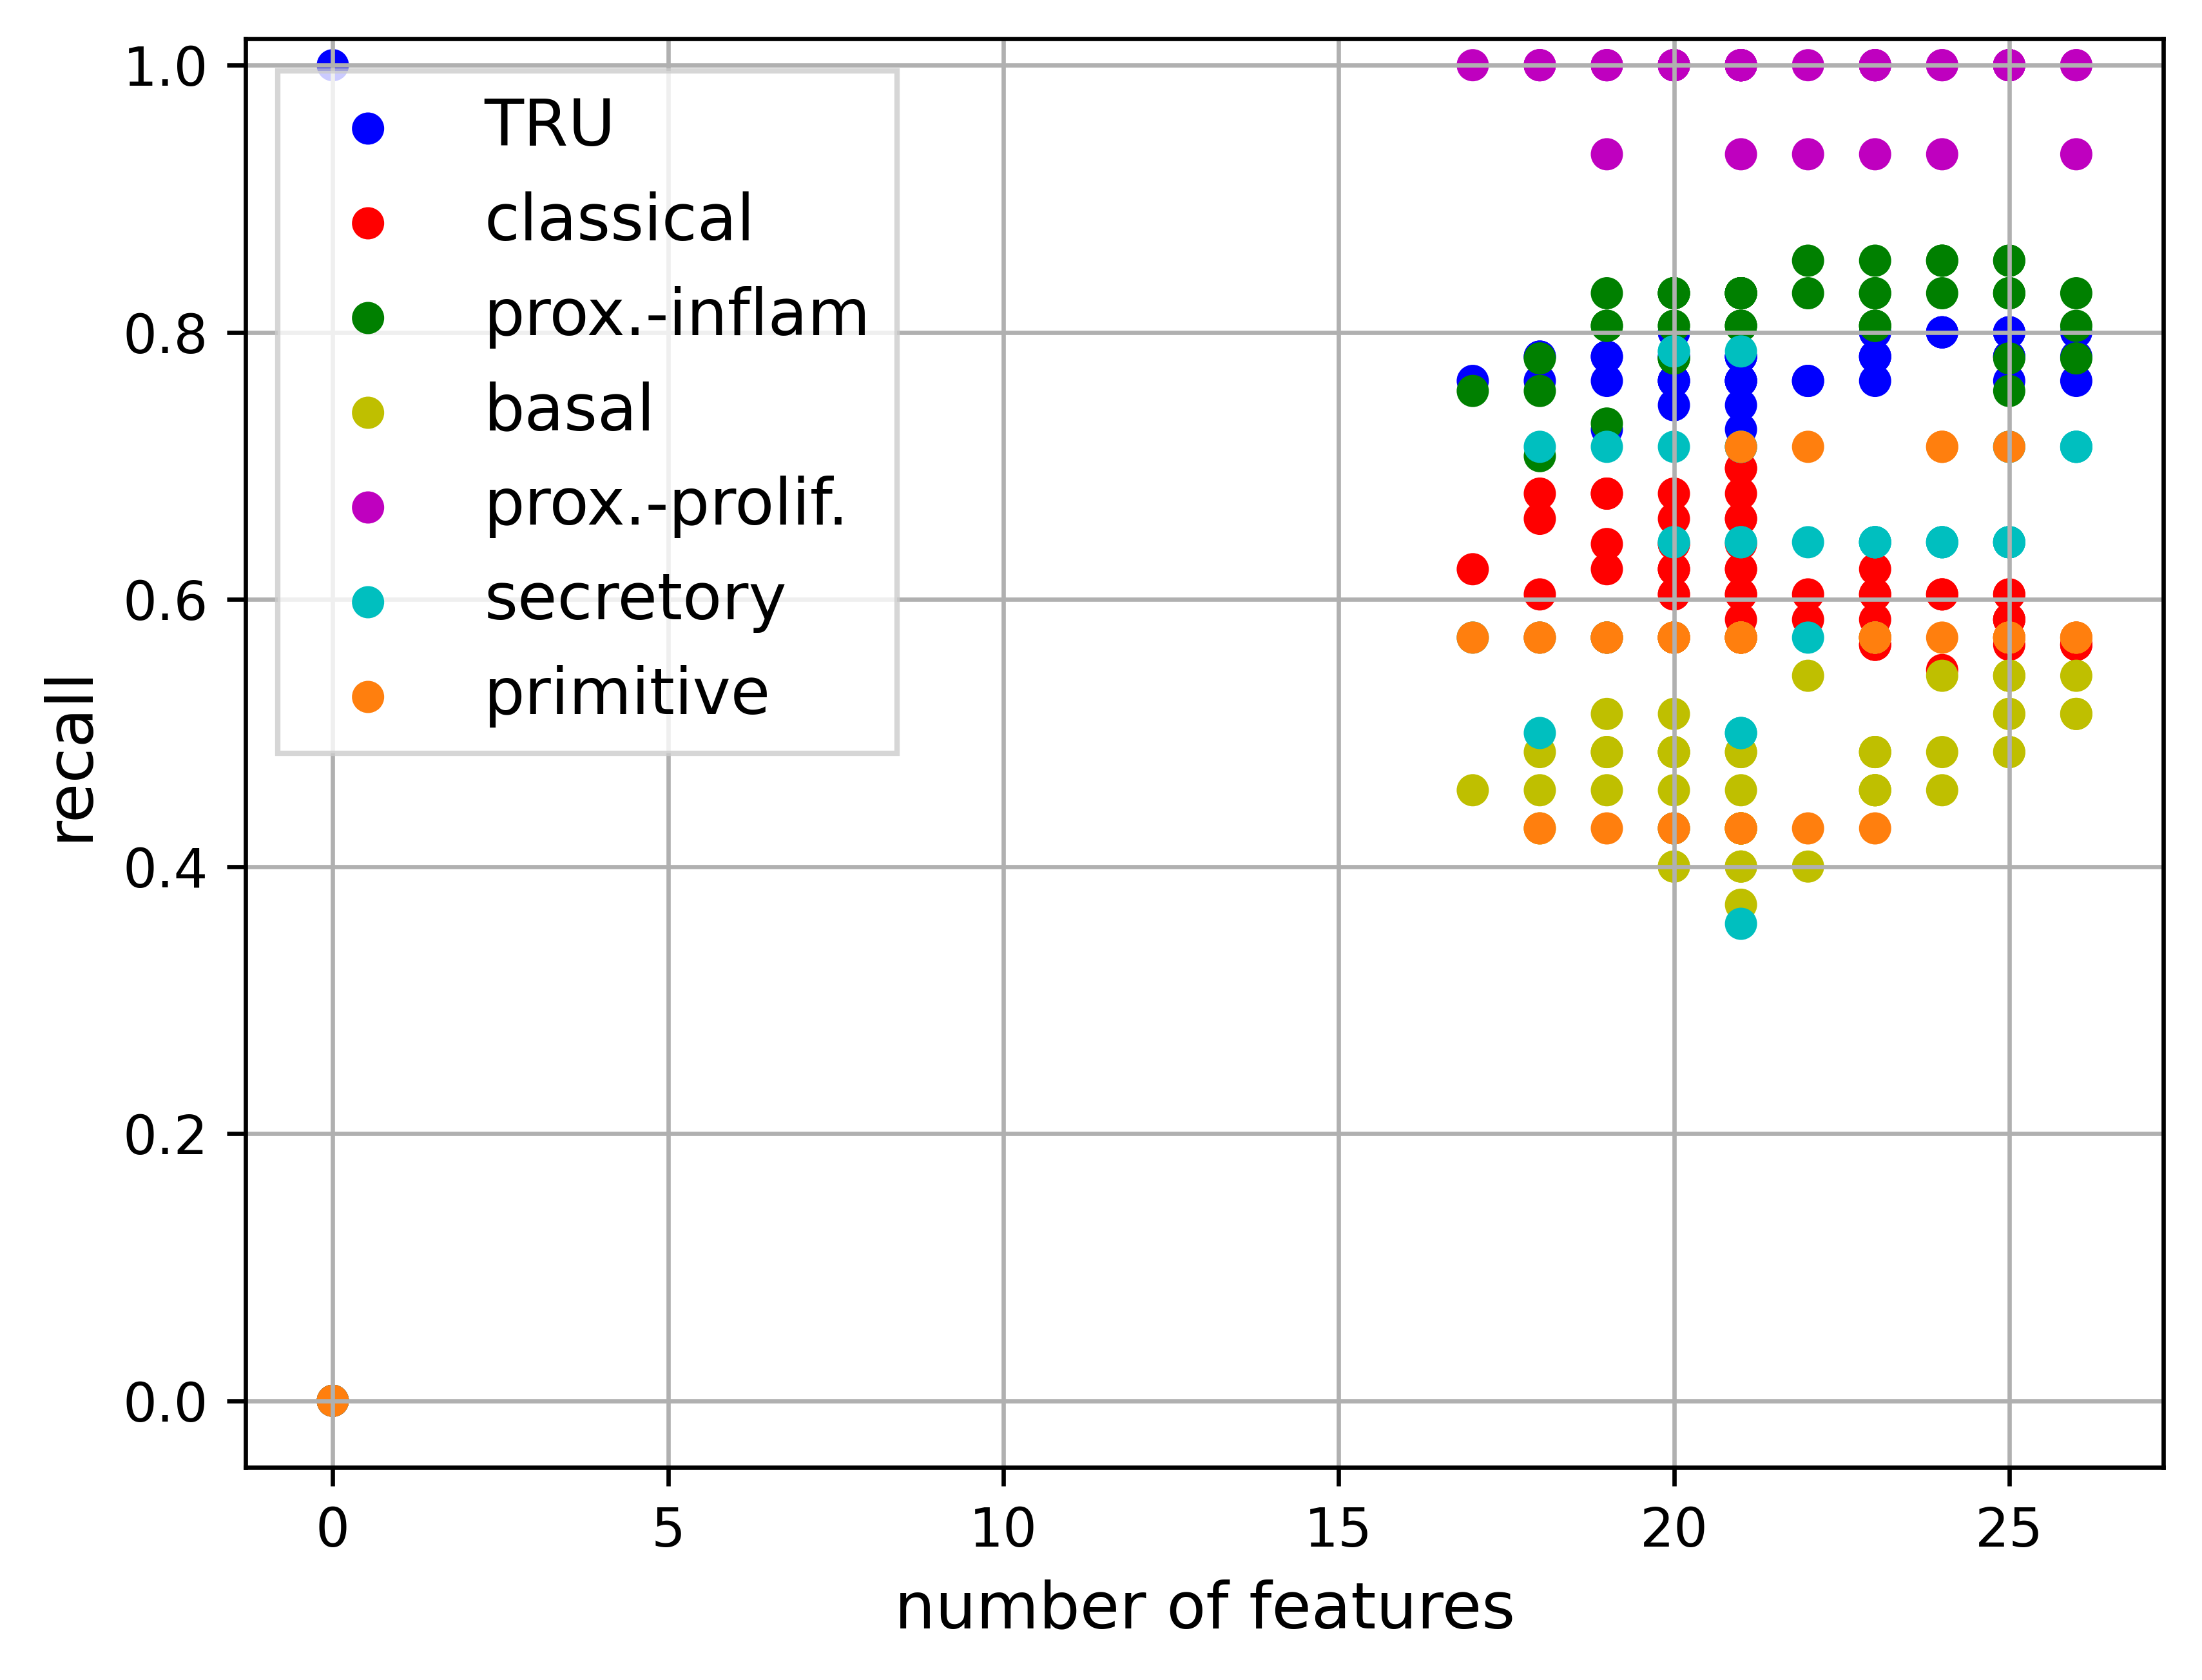 1.0
0.8
0.6
0.4
0.2
0.0
recall
TRU
classical
prox.-inflam
basal
prox.-prolif.
secretory
primitive
0 5 10 15 20 25
number of features